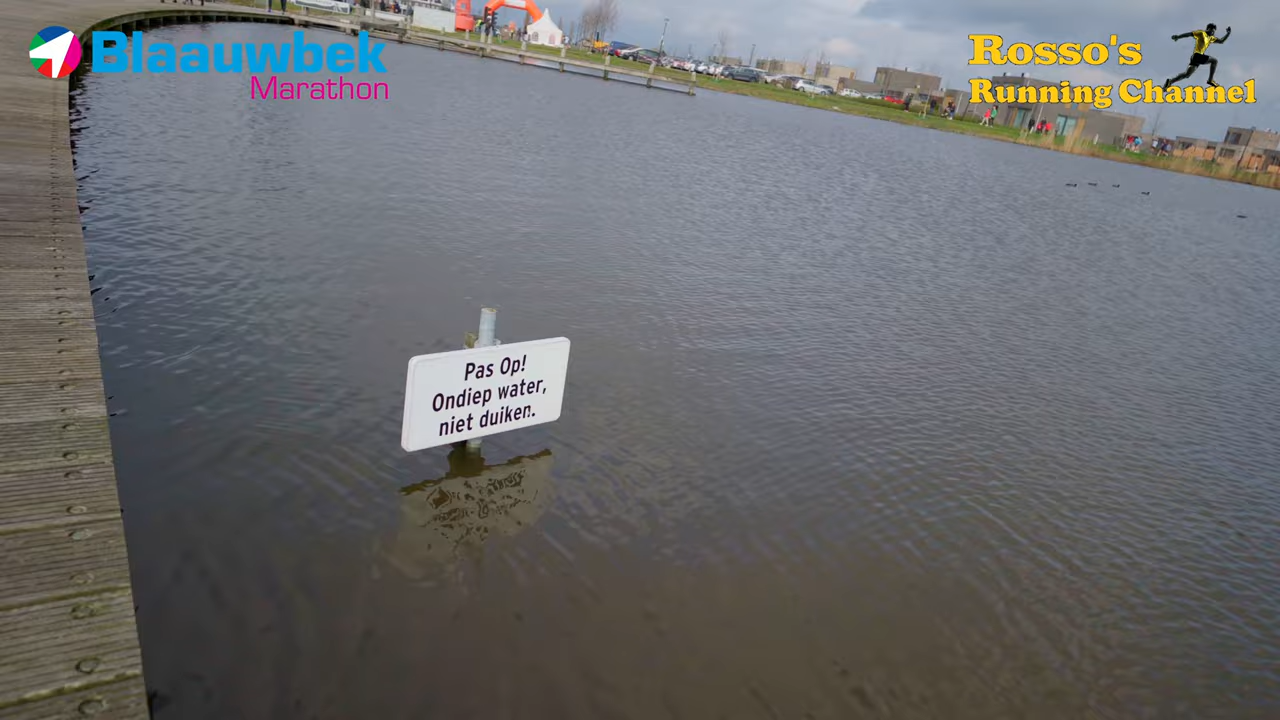 Blaauwbek
Marathon
Rosso's
Running Channel
Pas Op!
Ondiep water,
niet duiken.